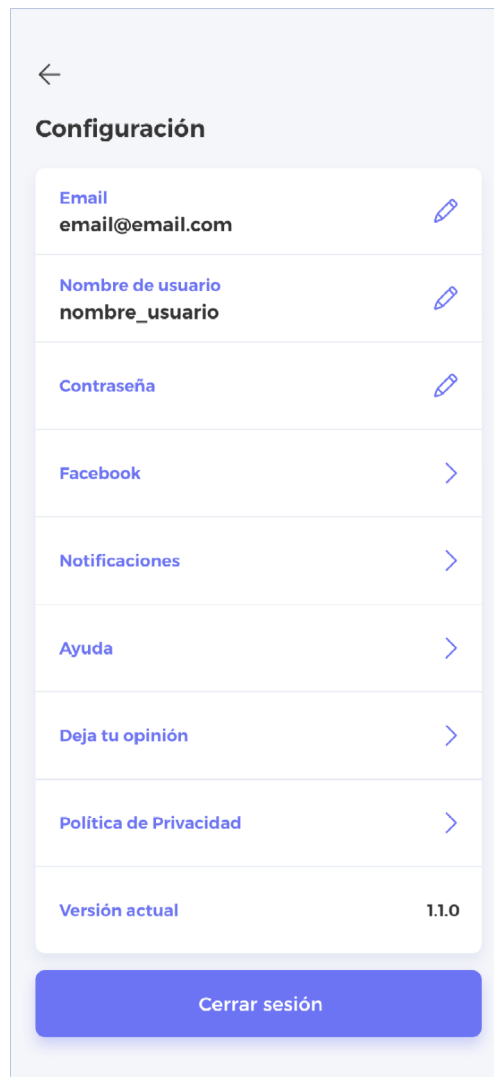 Configuración
Email
email@email.com
Nombre de usuario
nombre_usuario
Contraseña
Facebook
Notificaciones
Ayuda
Deja tu opinión
Política de Privacidad
Versión actual 1.1.0
Cerrar sesión